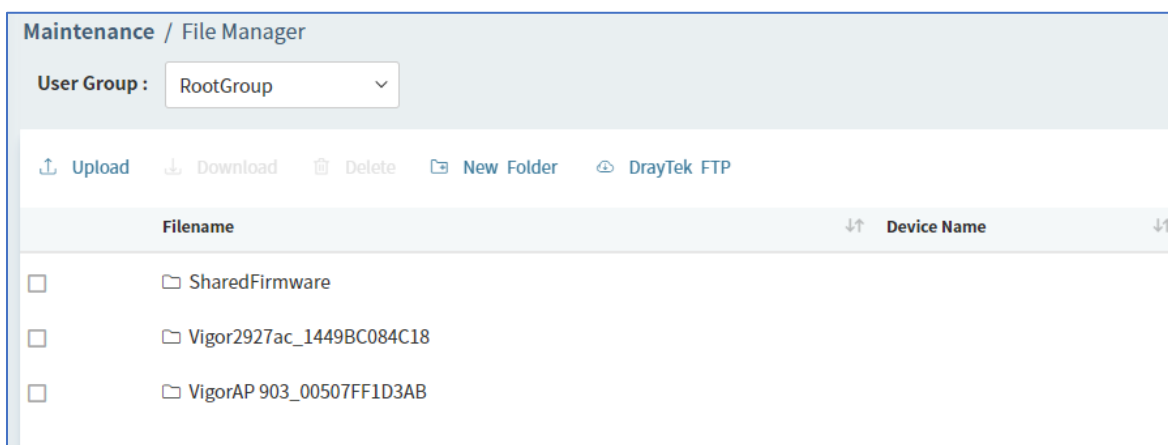 Maintenance / File Manager
User Group : RootGroup
Upload Download Delete New Folder DrayTek FTP
Filename Device Name
SharedFirmware
Vigor2927ac_1449BC084C18
VigorAP 903_00507FF1D3AB